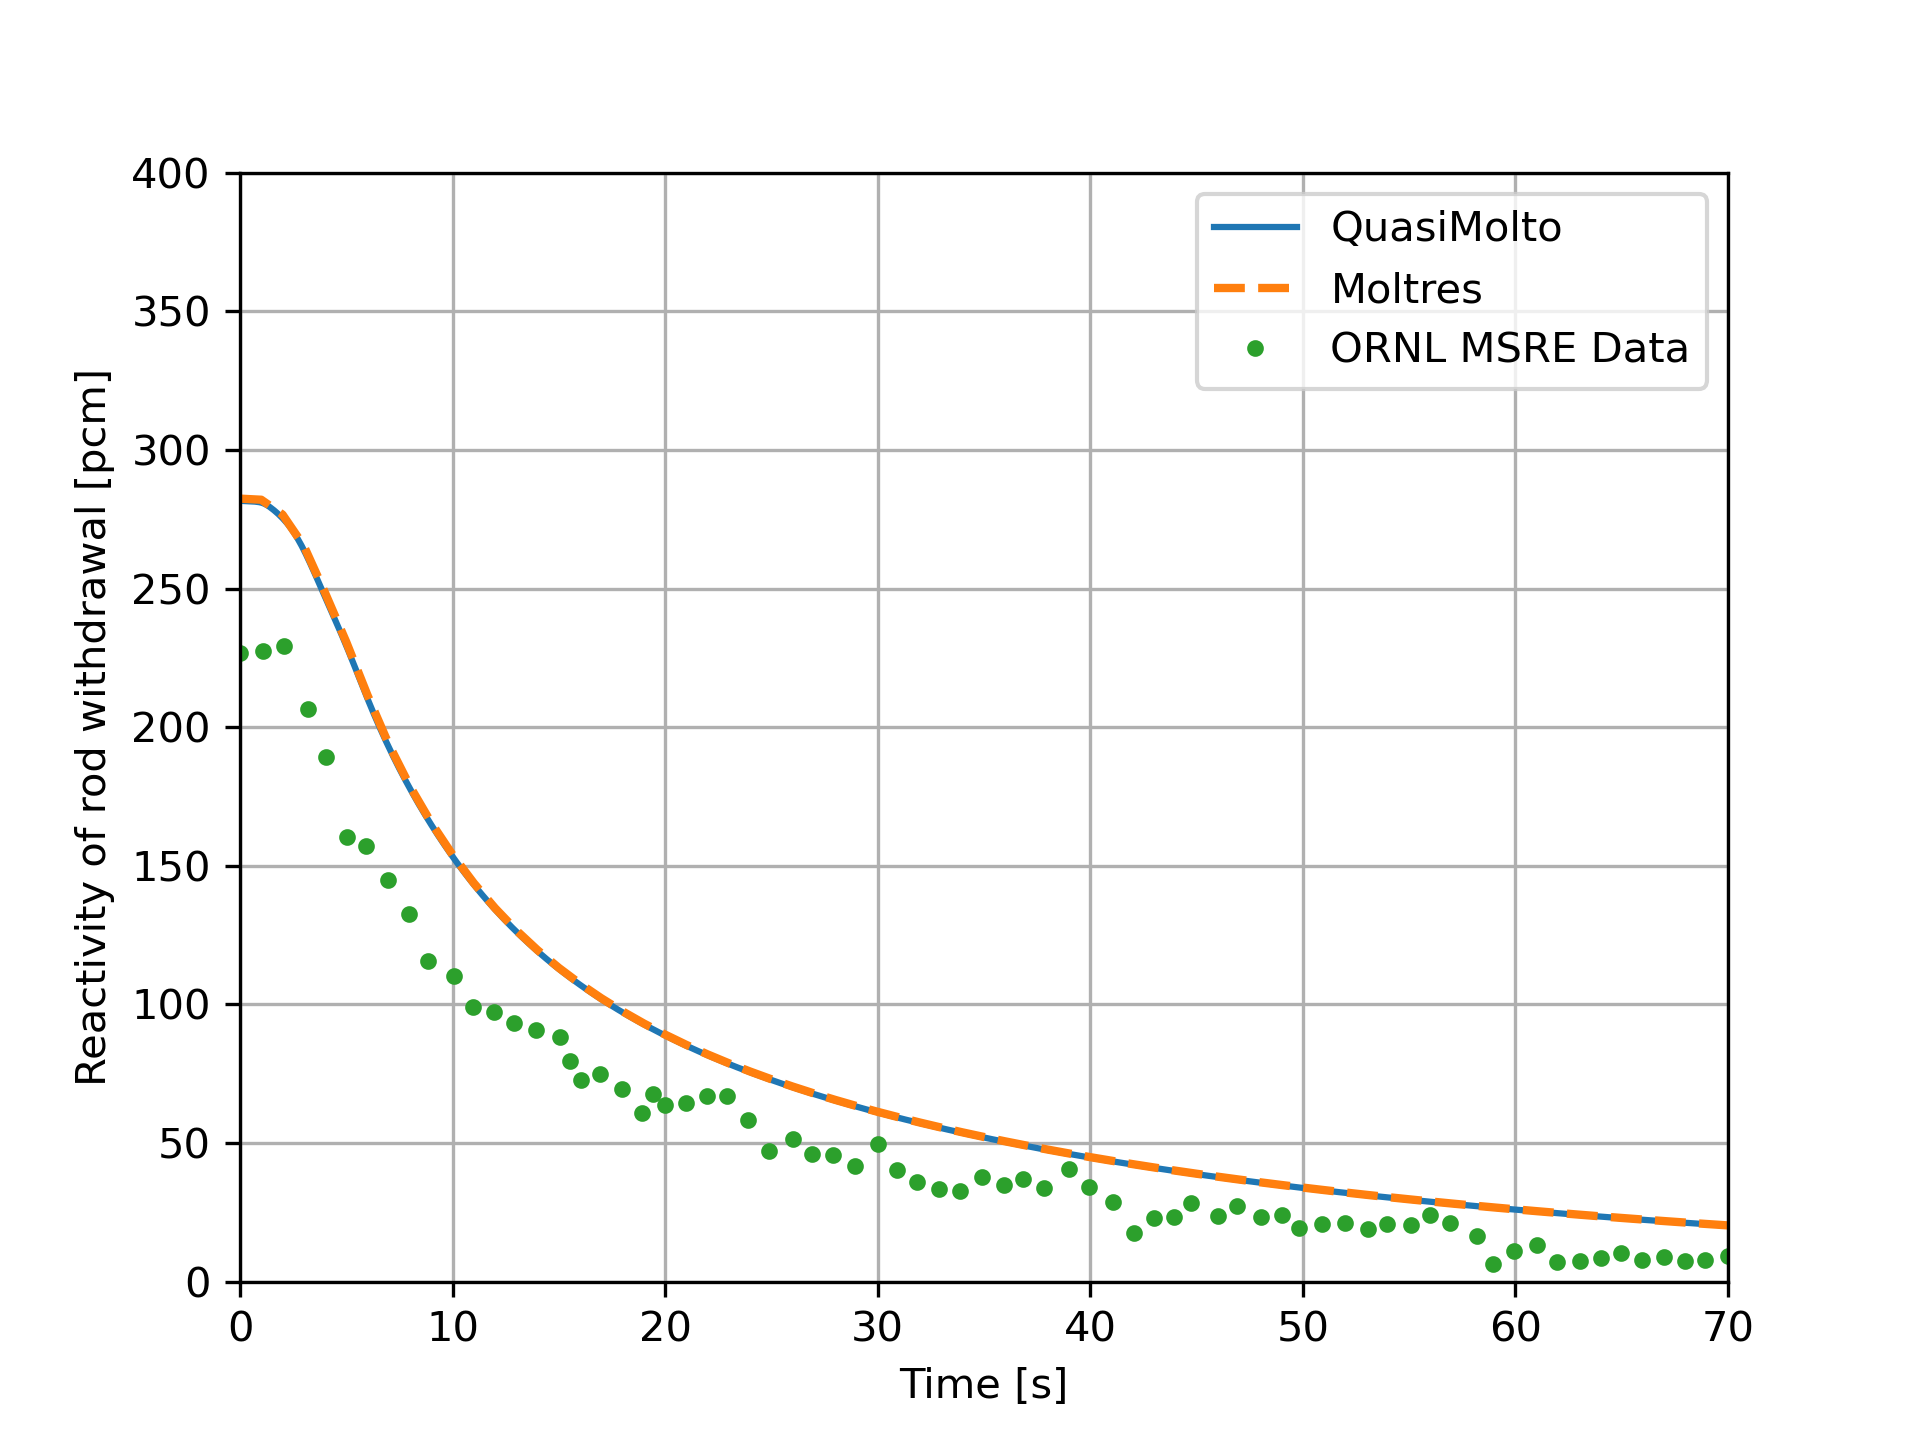 400
350
300
250
200
150
100
50
0
Reactivity of rod withdrawal [pcm]
QuasiMolto
Moltres
ORNL MSRE Data
0 10 20 30 40 50 60 70
Time [s]